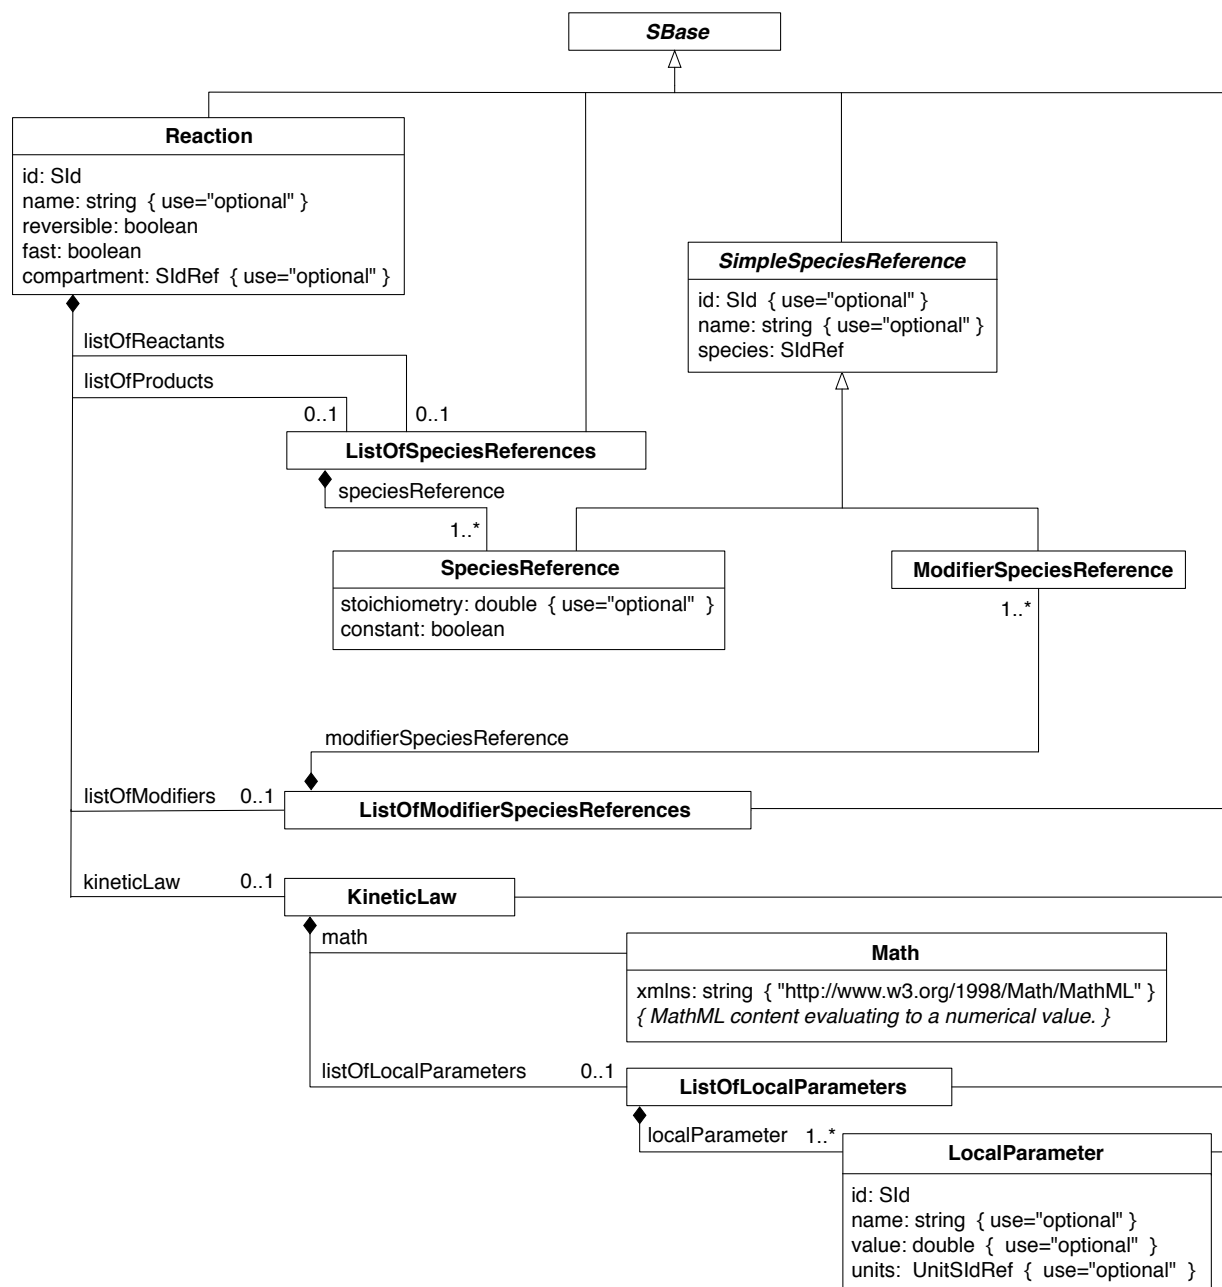 SBase
Reaction
id: SId
name: string { use="optional" }
reversible: boolean
fast: boolean
compartment: SIdRef { use="optional" }
SimpleSpeciesReference
id: SId { use="optional" }
name: string { use="optional" }
species: SIdRef
listOfReactants
listOfProducts
0..1
0..1
ListOfSpeciesReferences
speciesReference
1..*
SpeciesReference
stoichiometry: double { use="optional" }
constant: boolean
ModifierSpeciesReference
1..*
modifierSpeciesReference
listOfModifiers
0..1
ListOfModifierSpeciesReferences
kineticLaw
0..1
KineticLaw
math
Math
xmlns: string { "http://www.w3.org/1998/Math/MathML" }
{ MathML content evaluating to a numerical value. }
listOfLocalParameters
0..1
ListOfLocalParameters
localParameter
1..*
LocalParameter
id: SId
name: string { use="optional" }
value: double { use="optional" }
units: UnitSIdRef { use="optional" }